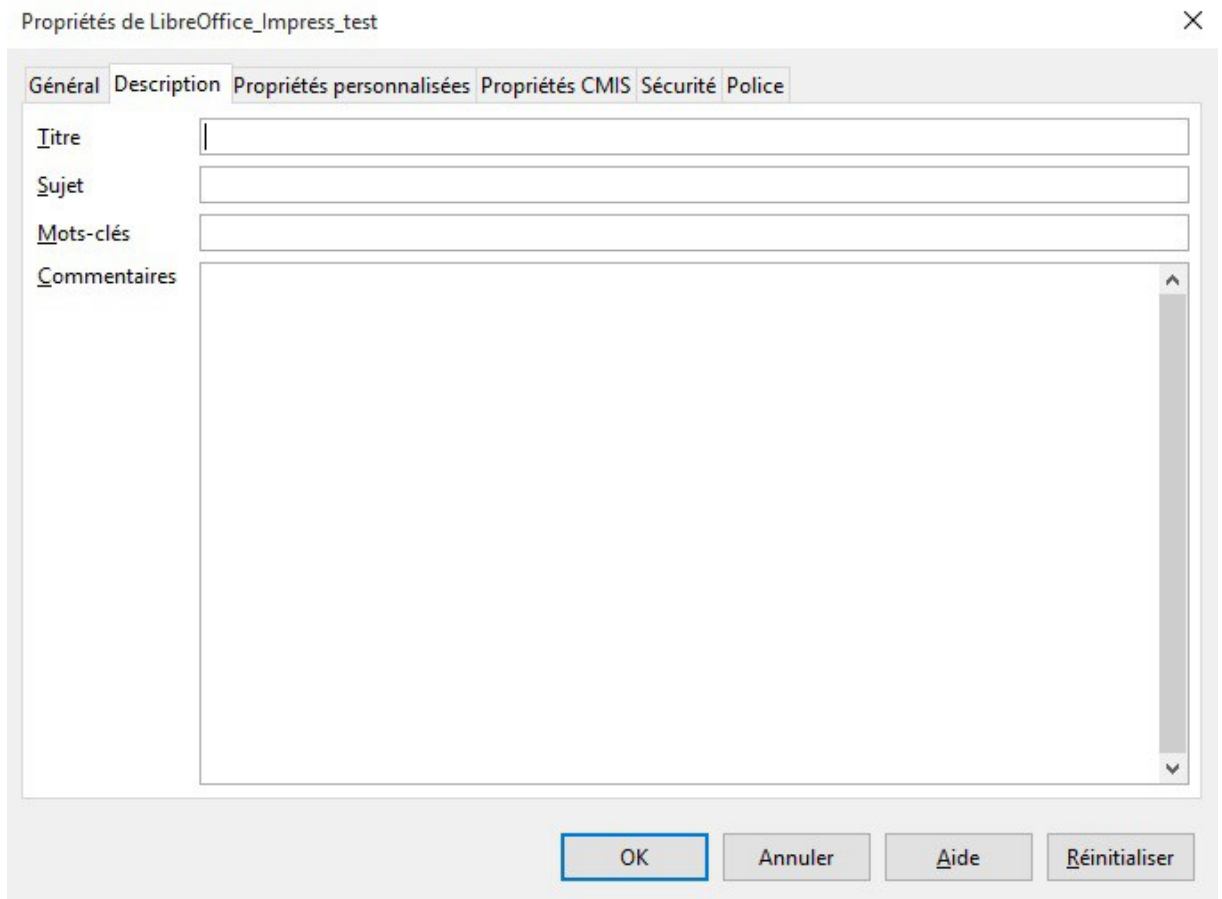 Propriétés de LibreOffice_Impress_test
Général Description Propriétés personnalisées Propriétés CMIS Sécurité Police
Titre
Sujet
Mots-clés
Commentaires
OK Annuler Aide Réinitialiser